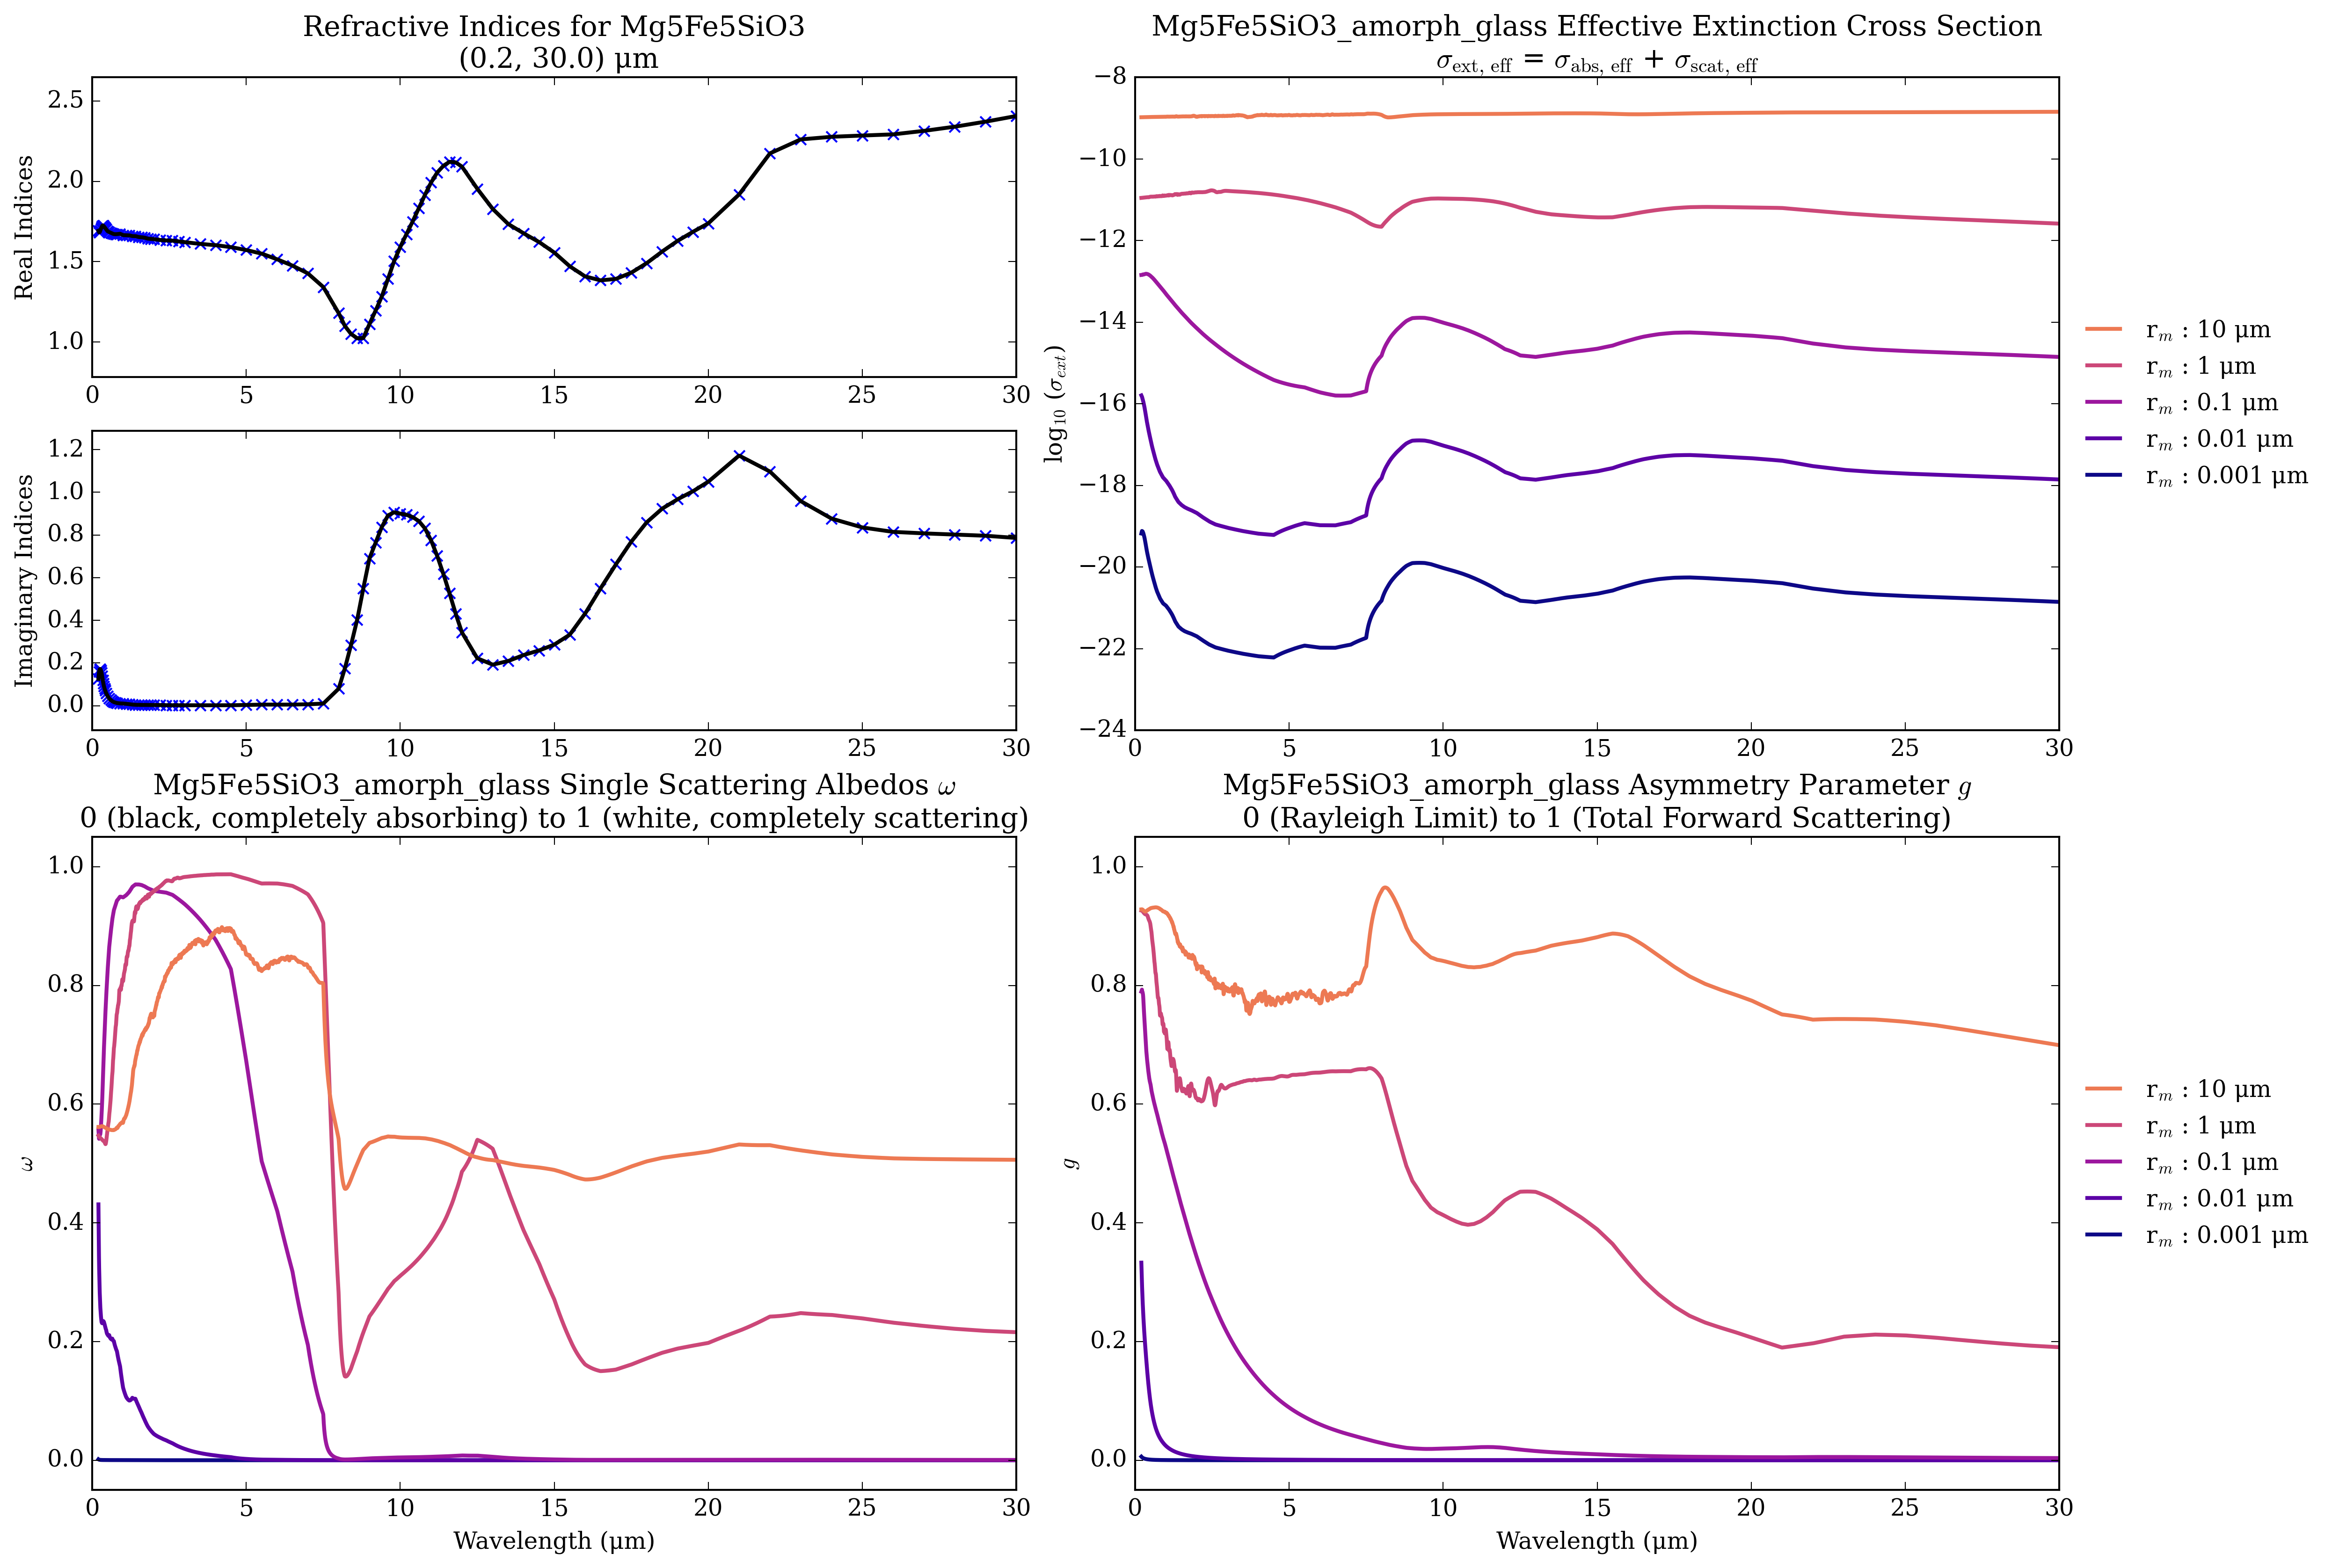 Refractive Indices for Mg5Fe5SiO3
(0.2, 30.0) μm
Real Indices
2.5
2.0
1.5
1.0
0 5 10 15 20 25 30
Imaginary Indices
1.2
1.0
0.8
0.6
0.4
0.2
0.0
0 5 10 15 20 25 30
Mg5Fe5SiO3_amorph_glass Effective Extinction Cross Section
σext, eff = σabs, eff + σscat, eff
log10 (σext)
−8
−10
−12
−14
−16
−18
−20
−22
−24
0 5 10 15 20 25 30
rm : 10 μm
rm : 1 μm
rm : 0.1 μm
rm : 0.01 μm
rm : 0.001 μm
Mg5Fe5SiO3_amorph_glass Single Scattering Albedos ω
0 (black, completely absorbing) to 1 (white, completely scattering)
ω
1.0
0.8
0.6
0.4
0.2
0.0
0 5 10 15 20 25 30
Wavelength (μm)
Mg5Fe5SiO3_amorph_glass Asymmetry Parameter g
0 (Rayleigh Limit) to 1 (Total Forward Scattering)
g
1.0
0.8
0.6
0.4
0.2
0.0
0 5 10 15 20 25 30
Wavelength (μm)
rm : 10 μm
rm : 1 μm
rm : 0.1 μm
rm : 0.01 μm
rm : 0.001 μm